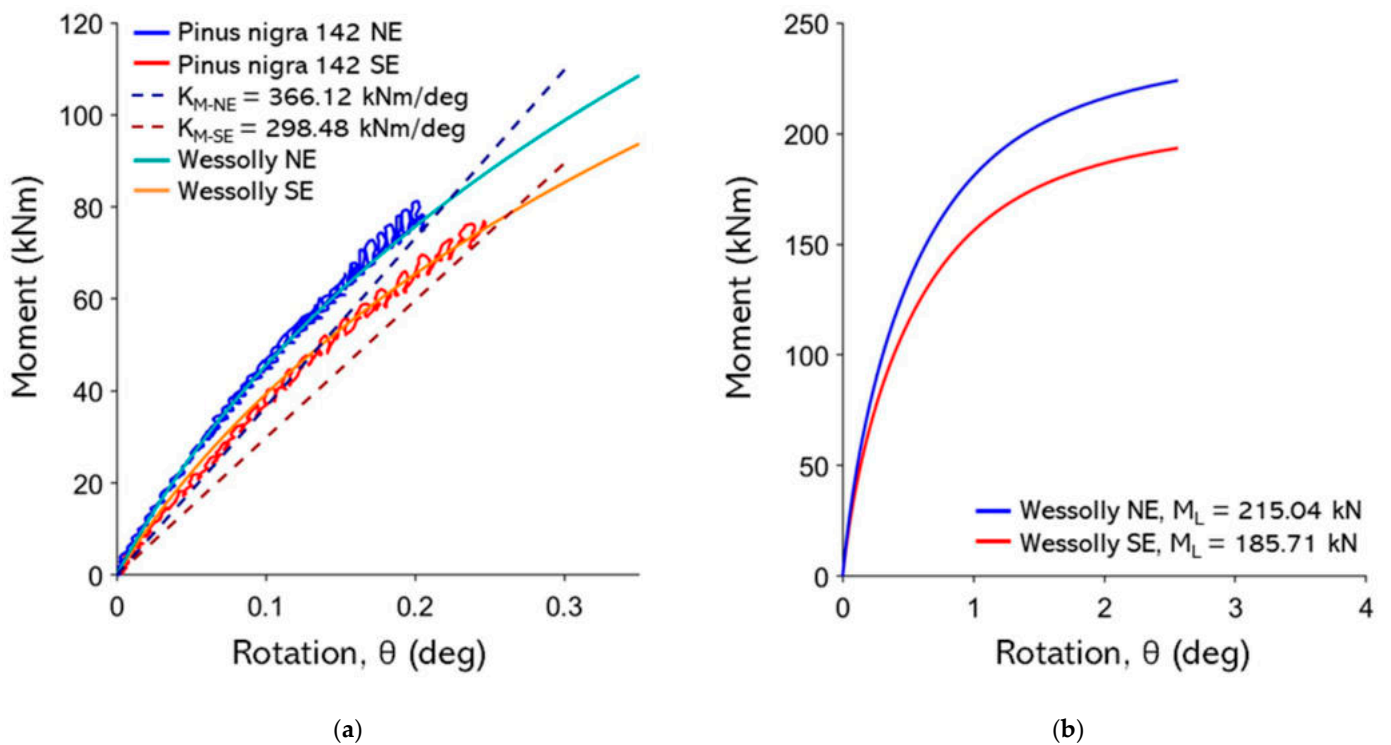 120
100
80
60
40
20
0
Moment (kNm)
Pinus nigra 142 NE
Pinus nigra 142 SE
K_M-NE = 366.12 kNm/deg
K_M-SE = 298.48 kNm/deg
Wessolly NE
Wessolly SE
0 0.1 0.2 0.3
Rotation, θ (deg)
(a)
250
200
150
100
50
0
Moment (kNm)
Wessolly NE, M_L = 215.04 kN
Wessolly SE, M_L = 185.71 kN
0 1 2 3 4
Rotation, θ (deg)
(b)